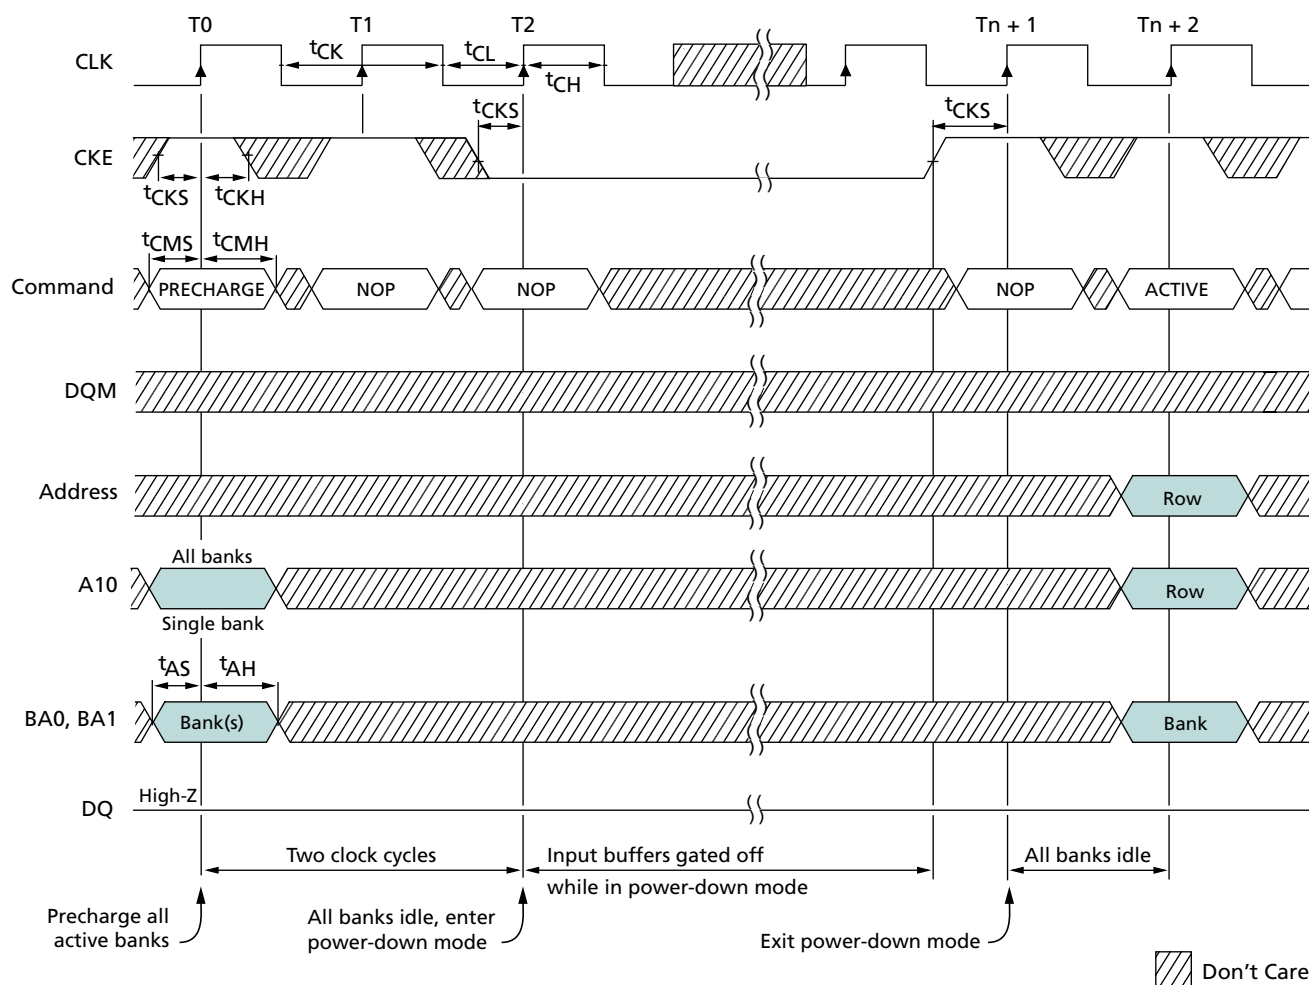 T0 T1 T2 Tn + 1 Tn + 2
CLK
tCK tCL
tCH
tCKS tCKS
CKE
tCKS tCKH
tCMS tCMH
Command PRECHARGE NOP NOP NOP ACTIVE
DQM
Address Row
All banks
A10 Row
Single bank
tAS tAH
BA0, BA1 Bank(s) Bank
High-Z
DQ
Two clock cycles
Input buffers gated off
while in power-down mode
All banks idle
Precharge all
active banks
All banks idle, enter
power-down mode
Exit power-down mode
Don't Care